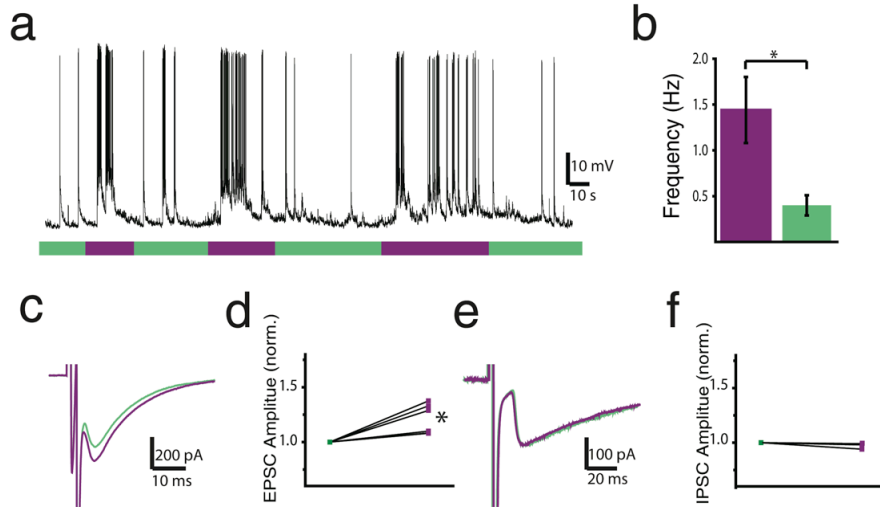 a
10 mV
10 s
b
Frequency (Hz)
2.0
1.5
1.0
0.5
*
c
200 pA
10 ms
d
EPSC Amplitue (norm.)
1.5
1.0
*
e
100 pA
20 ms
f
IPSC Amplitue (norm.)
1.5
1.0